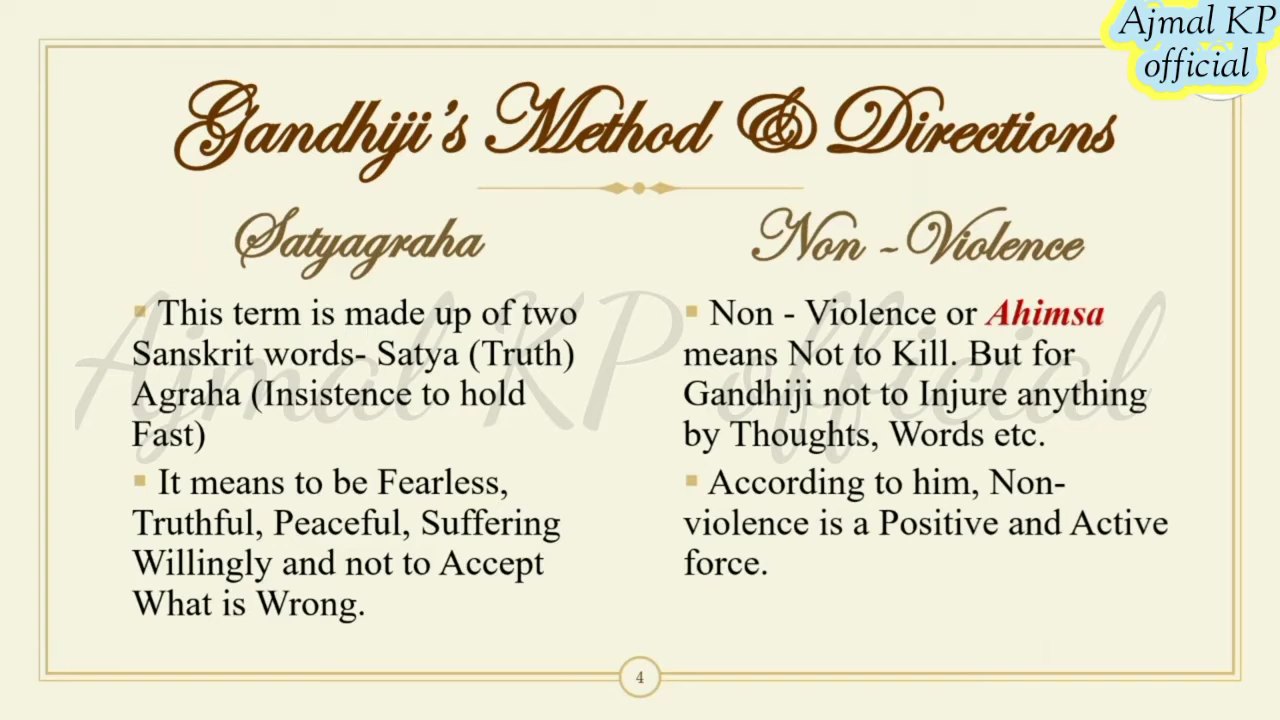 Ajmal KP
official
Gandhiji's Method & Directions
Satyagraha
▪ This term is made up of two
Sanskrit words- Satya (Truth)
Agraha (Insistence to hold
Fast)
▪ It means to be Fearless,
Truthful, Peaceful, Suffering
Willingly and not to Accept
What is Wrong.
Non - Violence
▪ Non - Violence or Ahimsa
means Not to Kill. But for
Gandhiji not to Injure anything
by Thoughts, Words etc.
▪ According to him, Non-
violence is a Positive and Active
force.
Ajmal KP official
4